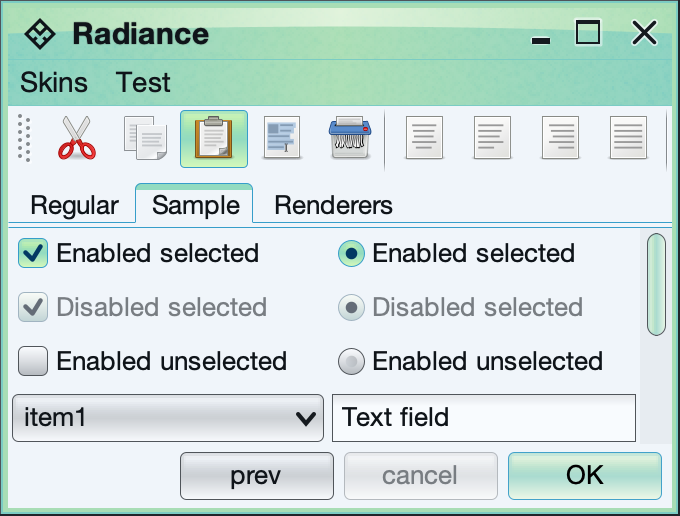 Radiance
Skins Test
Regular Sample Renderers
Enabled selected Enabled selected
Disabled selected Disabled selected
Enabled unselected Enabled unselected
item1 Text field
prev cancel OK